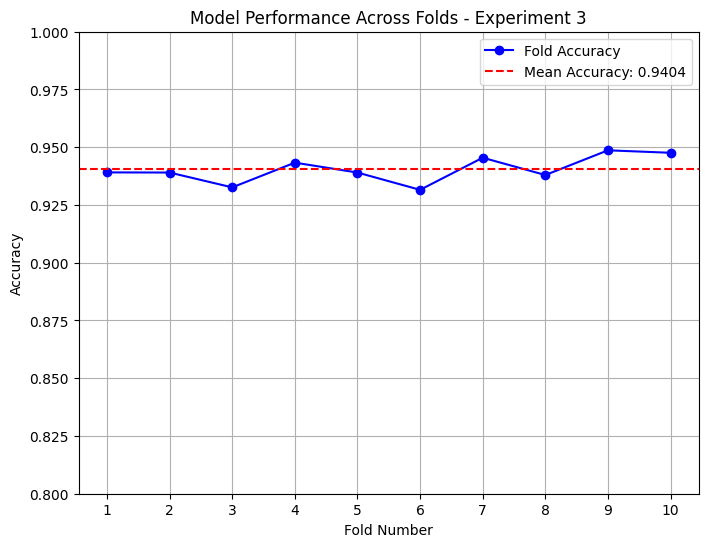 Model Performance Across Folds - Experiment 3
Fold Accuracy
Mean Accuracy: 0.9404
Accuracy
1.000
0.975
0.950
0.925
0.900
0.875
0.850
0.825
0.800
1 2 3 4 5 6 7 8 9 10
Fold Number